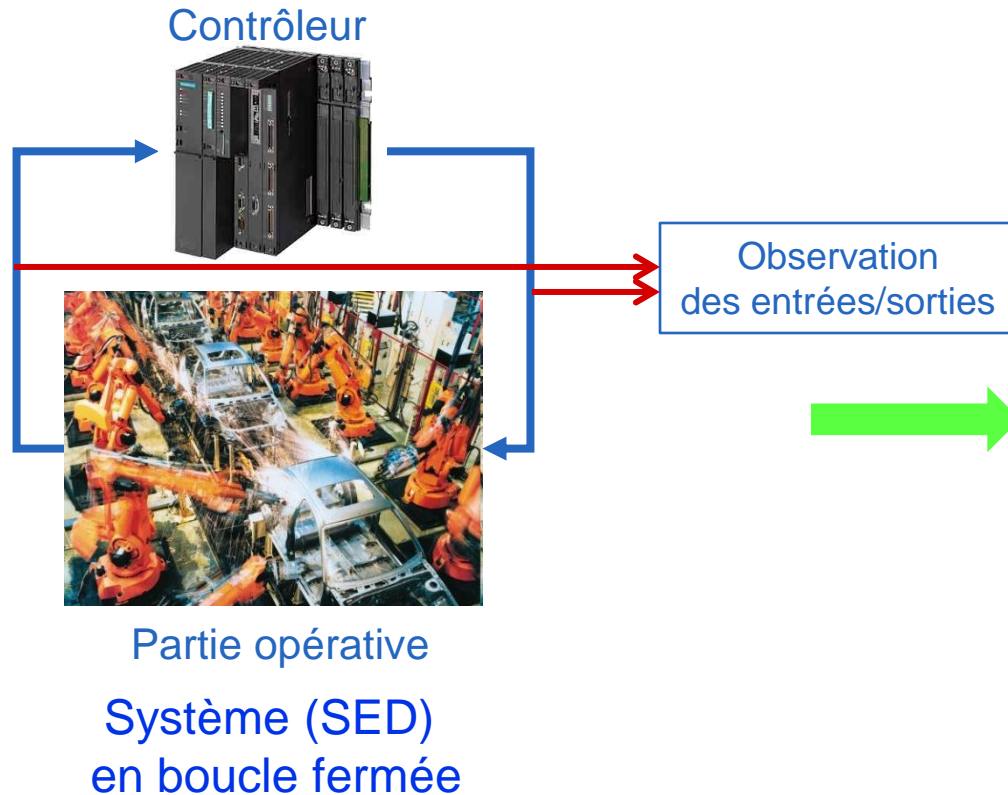 Contrôleur
Observation
des entrées/sorties
Partie opérative
Système (SED)
en boucle fermée